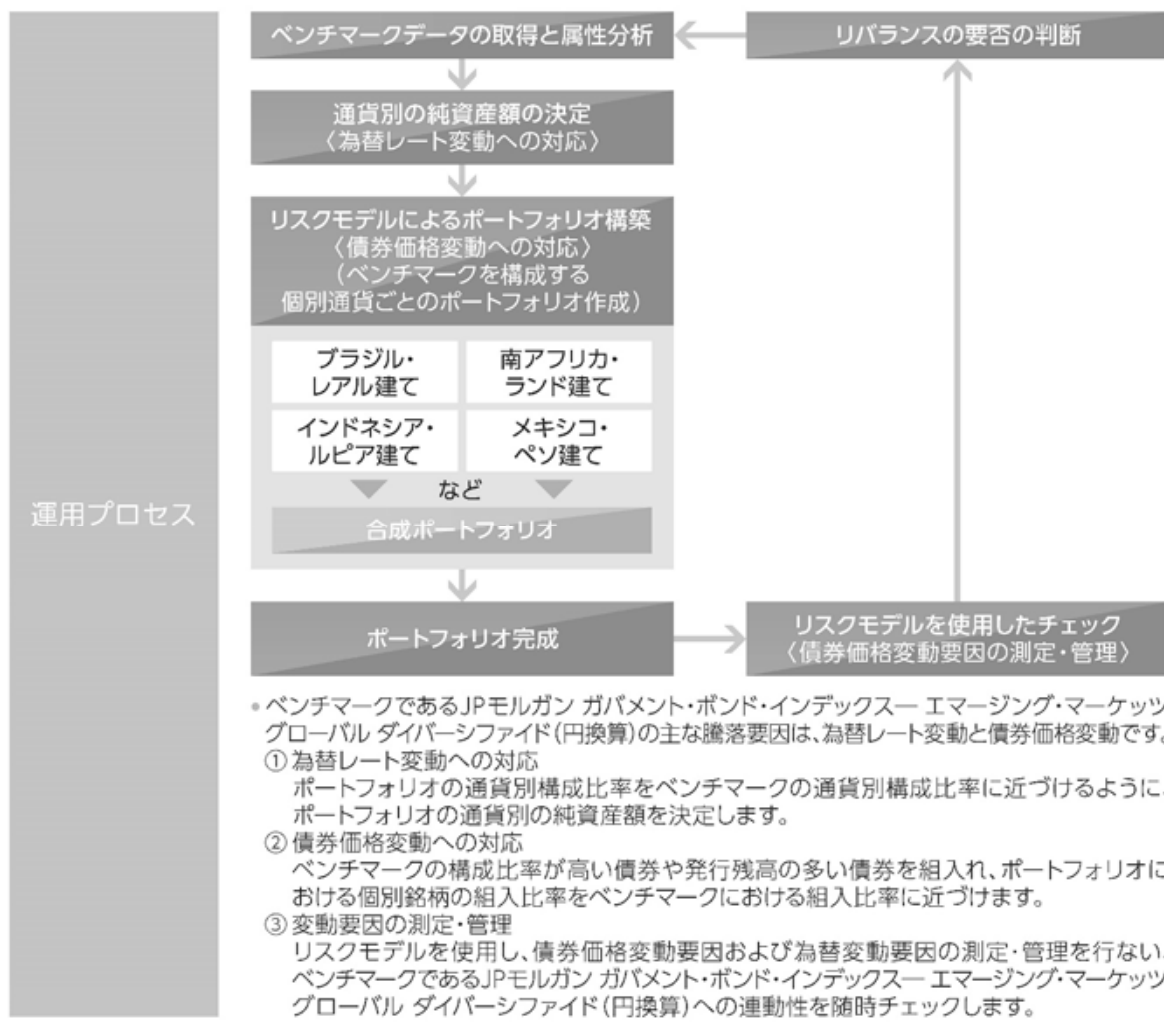 運用プロセス
ベンチマークデータの取得と属性分析
リバランスの要否の判断
通貨別の純資産額の決定
〈為替レート変動への対応〉
リスクモデルによるポートフォリオ構築
〈債券価格変動への対応〉
(ベンチマークを構成する
個別通貨ごとのポートフォリオ作成)
ブラジル・
レアル建て
南アフリカ・
ランド建て
インドネシア・
ルピア建て
メキシコ・
ペソ建て
など
合成ポートフォリオ
ポートフォリオ完成
リスクモデルを使用したチェック
〈債券価格変動要因の測定・管理〉
• ベンチマークであるJPモルガン ガバメント・ボンド・インデックス― エマージング・マーケッツ
グローバル ダイバーシファイド(円換算)の主な騰落要因は、為替レート変動と債券価格変動です。
① 為替レート変動への対応
ポートフォリオの通貨別構成比率をベンチマークの通貨別構成比率に近づけるように、
ポートフォリオの通貨別の純資産額を決定します。
② 債券価格変動への対応
ベンチマークの構成比率が高い債券や発行残高の多い債券を組入れ、ポートフォリオに
おける個別銘柄の組入比率をベンチマークにおける組入比率に近づけます。
③ 変動要因の測定・管理
リスクモデルを使用し、債券価格変動要因および為替変動要因の測定・管理を行ない、
ベンチマークであるJPモルガン ガバメント・ボンド・インデックス― エマージング・マーケッツ
グローバル ダイバーシファイド(円換算)への連動性を随時チェックします。